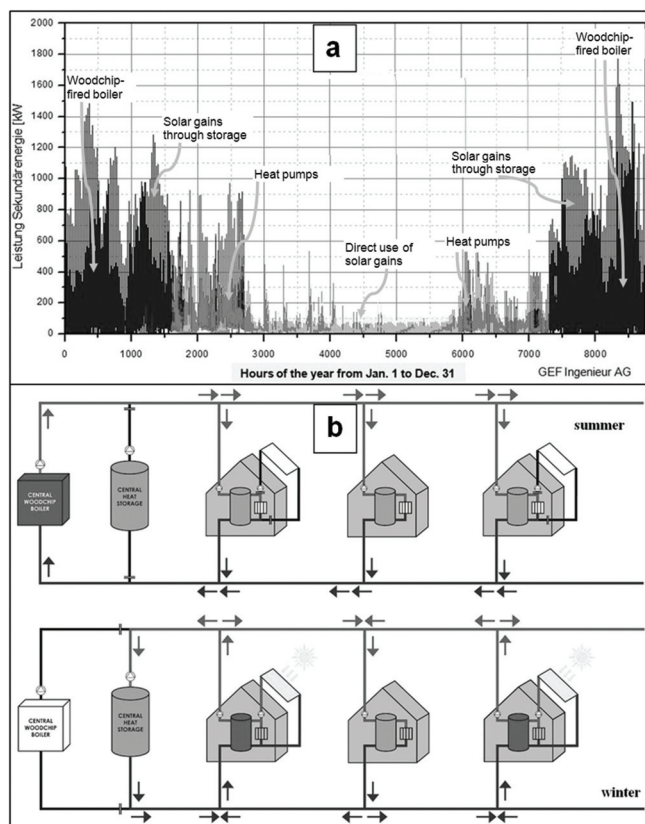 a
2000
1800
1600
1400
1200
1000
800
600
400
200
0
Leistung Sekundärenergie [kW]
Woodchip-
fired boiler
Solar gains
through storage
Heat pumps
Direct use of
solar gains
Heat pumps
Solar gains
through storage
Woodchip-
fired boiler
0 1000 2000 3000 4000 5000 6000 7000 8000
Hours of the year from Jan. 1 to Dec. 31
GEF Ingenieur AG
b
summer
CENTRAL
WOODCHIP
BOILER
CENTRAL
HEAT
STORAGE
CENTRAL
WOODCHIP
BOILER
CENTRAL
HEAT
STORAGE
winter